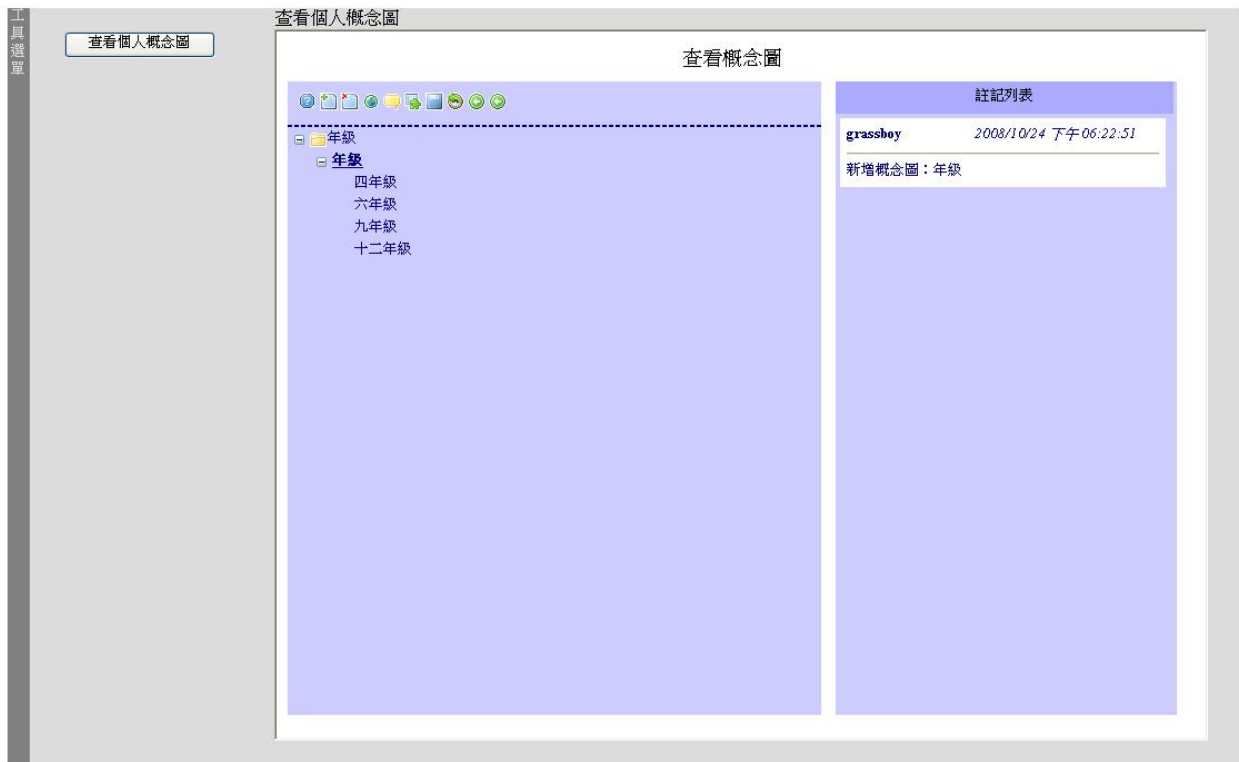 工具選單
查看個人概念圖
查看個人概念圖
查看概念圖
年級
年級
四年級
六年級
九年級
十二年級
註記列表
grassboy 2008/10/24 下午 06:22:51
新增概念圖：年級